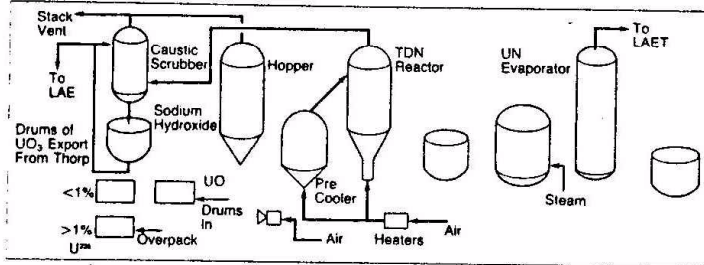 Stack
Vent
Caustic
Scrubber
To
LAE
Sodium
Hydroxide
Drums of
UO₃ Export
From Thorp
<1%
>1%
U²³⁶
UO
Drums
In
Overpack
Hopper
TDN
Reactor
Pre
Cooler
Air
Heaters
Air
UN
Evaporator
To
LAET
Steam